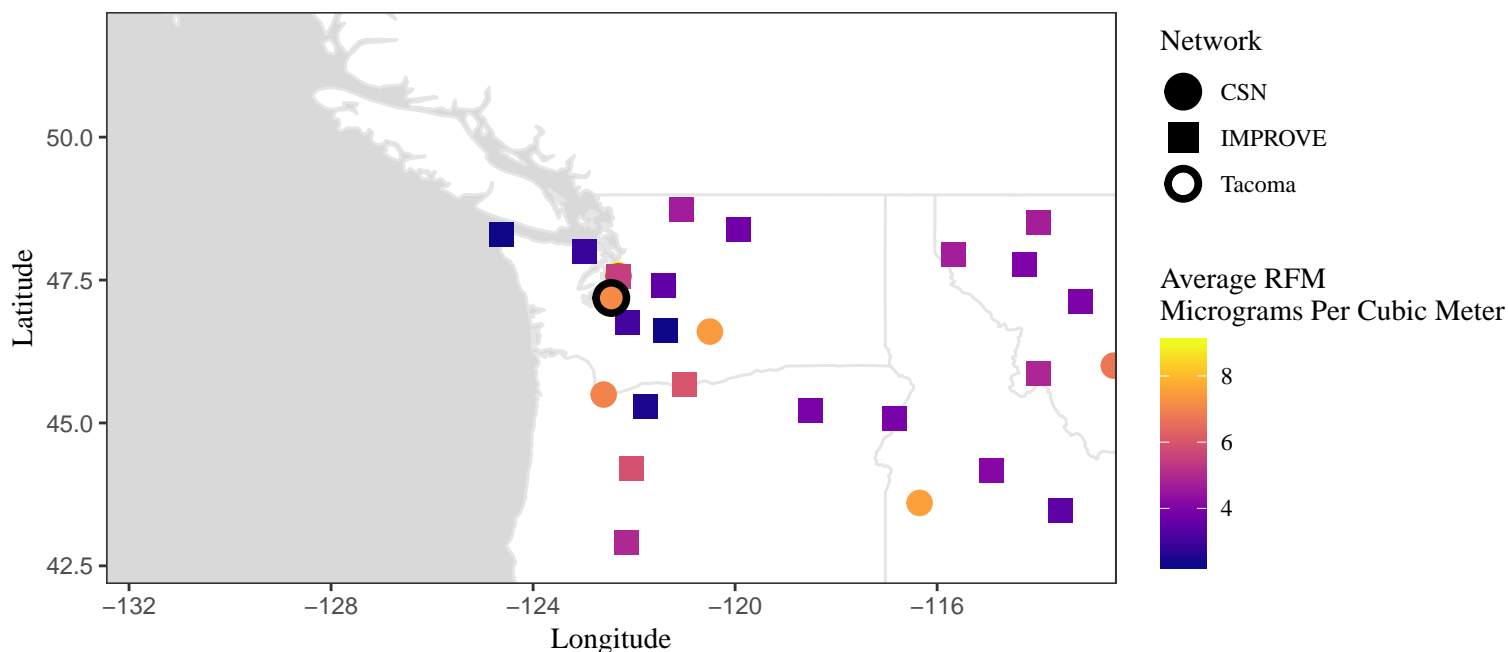 50.0
47.5
45.0
42.5
Latitude
−132
−128
−124
−120
−116
Longitude
Network
CSN
IMPROVE
Tacoma
Average RFM
Micrograms Per Cubic Meter
8
6
4